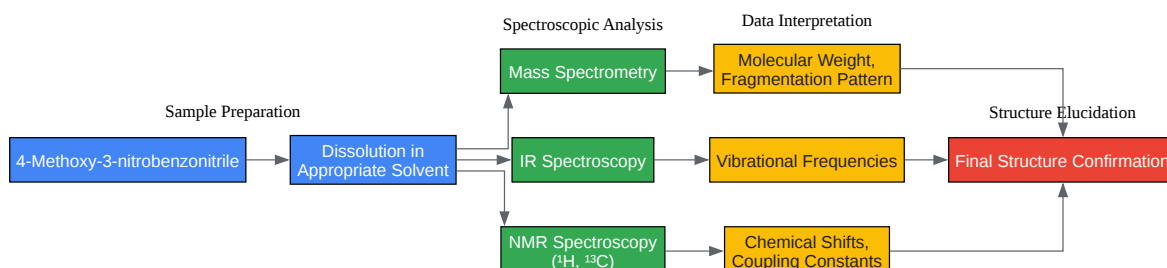 Spectroscopic Analysis
Data Interpretation
Mass Spectrometry
Molecular Weight,
Fragmentation Pattern
Sample Preparation
Structure Elucidation
4-Methoxy-3-nitrobenzonitrile
Dissolution in
Appropriate Solvent
IR Spectroscopy
Vibrational Frequencies
Final Structure Confirmation
NMR Spectroscopy
(¹H, ¹³C)
Chemical Shifts,
Coupling Constants